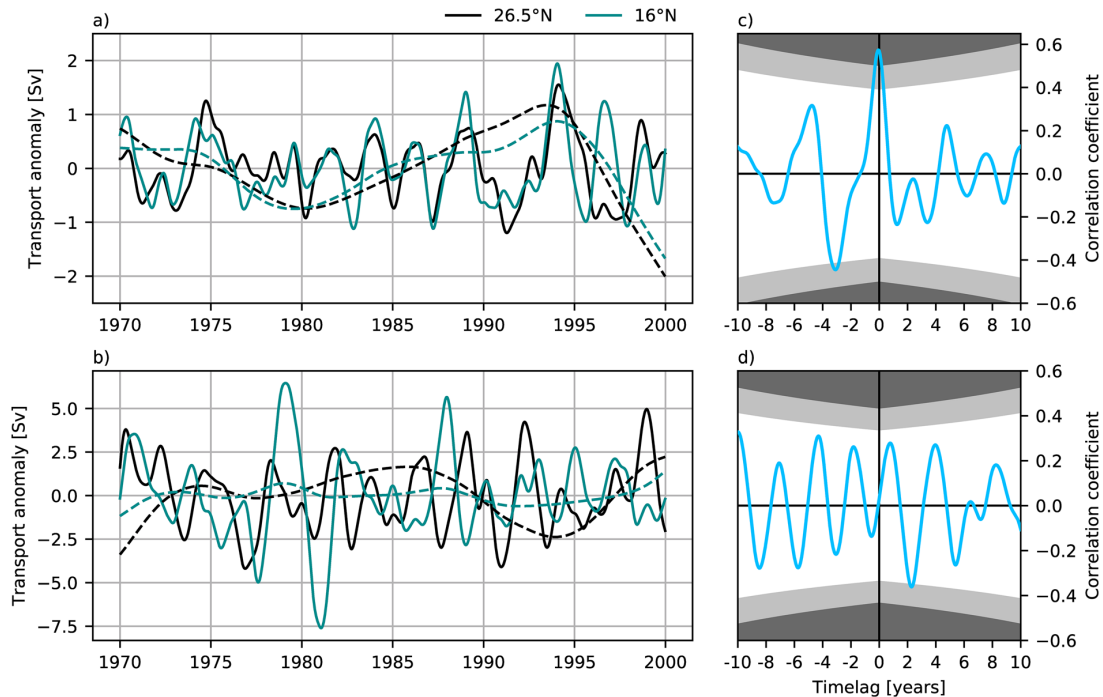 26.5°N 16°N
a)
Transport anomaly [Sv]
2
1
0
−1
−2
1970 1975 1980 1985 1990 1995 2000
c)
Correlation coefficient
0.6
0.4
0.2
0.0
−0.2
−0.4
−0.6
-10 -8 -6 -4 -2 0 2 4 6 8 10
b)
Transport anomaly [Sv]
5.0
2.5
0.0
−2.5
−5.0
−7.5
1970 1975 1980 1985 1990 1995 2000
d)
Correlation coefficient
0.6
0.4
0.2
0.0
−0.2
−0.4
−0.6
-10 -8 -6 -4 -2 0 2 4 6 8 10
Timelag [years]